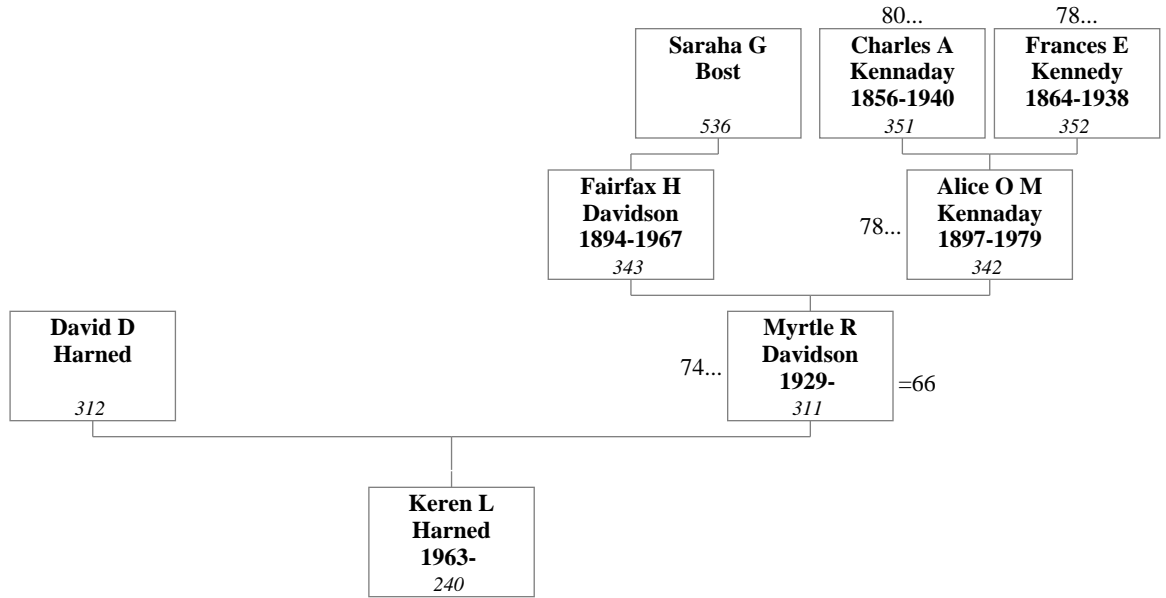 80...
78...
Saraha G
Bost
536
Charles A
Kennaday
1856-1940
351
Frances E
Kennedy
1864-1938
352
Fairfax H
Davidson
1894-1967
343
78...
Alice O M
Kennaday
1897-1979
342
David D
Harned
312
74...
Myrtle R
Davidson
1929-
311
=66
Keren L
Harned
1963-
240